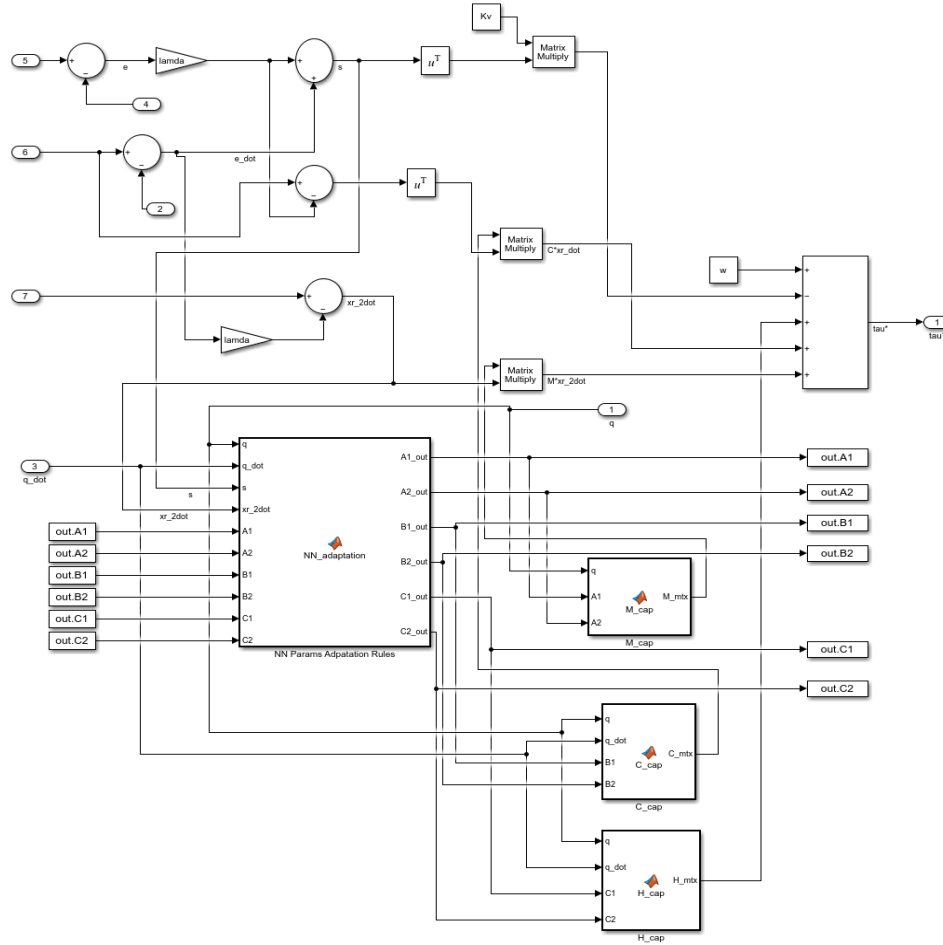 Kv
Matrix
Multiply
5
+
−
e
lamda
+
+
s
u^T
4
6
+
−
e_dot
2
+
−
u^T
Matrix
Multiply
C*xr_dot
w
+
−
+
+
+
tau*
1
tau*
7
+
−
xr_2dot
lamda
Matrix
Multiply
M*xr_2dot
1
q
3
q_dot
s
xr_2dot
out.A1
out.A2
out.B1
out.B2
out.C1
out.C2
q
q_dot
s
xr_2dot
A1
A2
B1
B2
C1
C2
NN_adaptation
A1_out
A2_out
B1_out
B2_out
C1_out
C2_out
NN Params Adpatation Rules
out.A1
out.A2
out.B1
out.B2
out.C1
out.C2
q
A1
A2
M_cap
M_mtx
M_cap
q
q_dot
B1
B2
C_cap
C_mtx
C_cap
q
q_dot
C1
C2
H_cap
H_mtx
H_cap